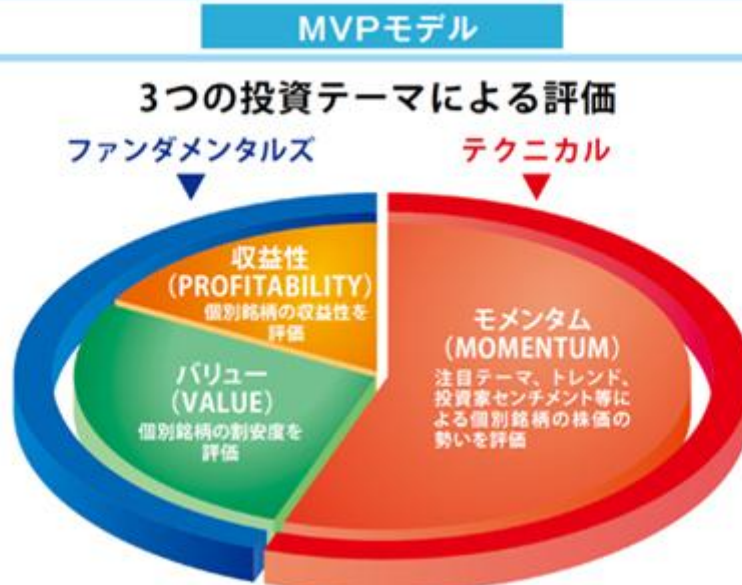 MVPモデル
3つの投資テーマによる評価
ファンダメンタルズ
テクニカル
収益性
(PROFITABILITY)
個別銘柄の収益性を
評価
バリュー
(VALUE)
個別銘柄の割安度を
評価
モメンタム
(MOMENTUM)
注目テーマ、トレンド、
投資家センチメント等に
よる個別銘柄の株価の
勢いを評価